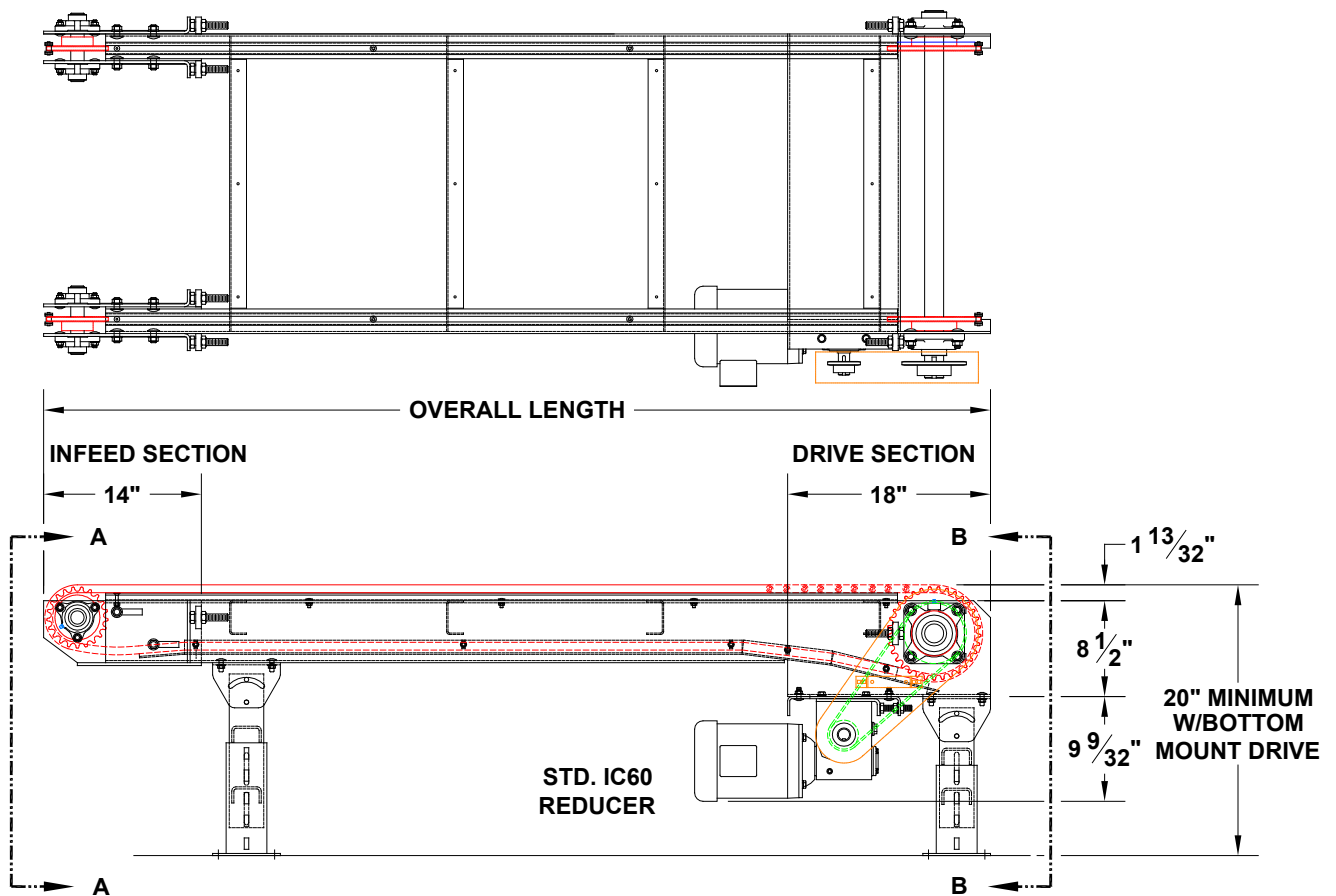 OVERALL LENGTH
INFEED SECTION
DRIVE SECTION
14"
18"
A
B
1 13/32"
8 1/2"
20" MINIMUM
W/BOTTOM
MOUNT DRIVE
9 9/32"
STD. IC60
REDUCER
A
B